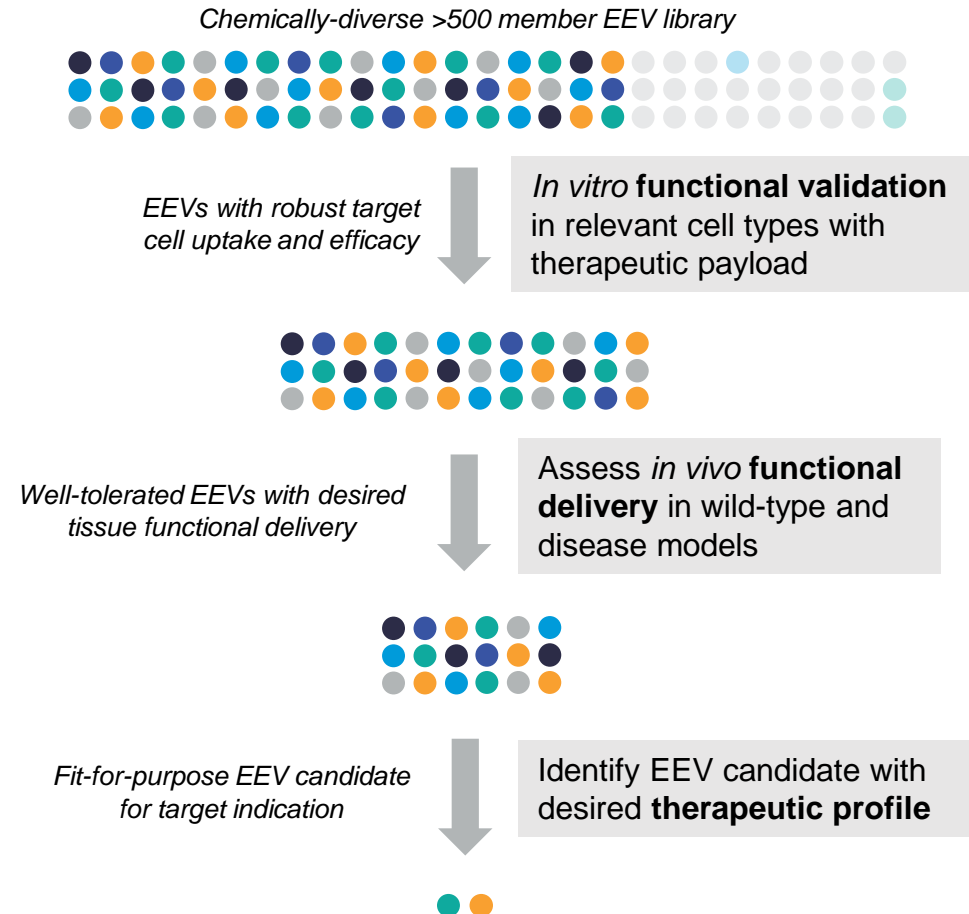 Chemically-diverse >500 member EEV library
EEVs with robust target
cell uptake and efficacy
In vitro functional validation
in relevant cell types with
therapeutic payload
Well-tolerated EEVs with desired
tissue functional delivery
Assess in vivo functional
delivery in wild-type and
disease models
Fit-for-purpose EEV candidate
for target indication
Identify EEV candidate with
desired therapeutic profile